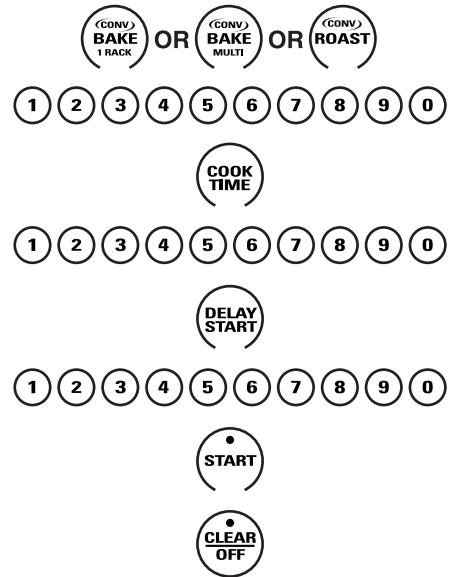 CONV BAKE 1 RACK OR CONV BAKE MULTI OR CONV ROAST
1 2 3 4 5 6 7 8 9 0
COOK
TIME
1 2 3 4 5 6 7 8 9 0
DELAY
START
1 2 3 4 5 6 7 8 9 0
START
CLEAR
OFF